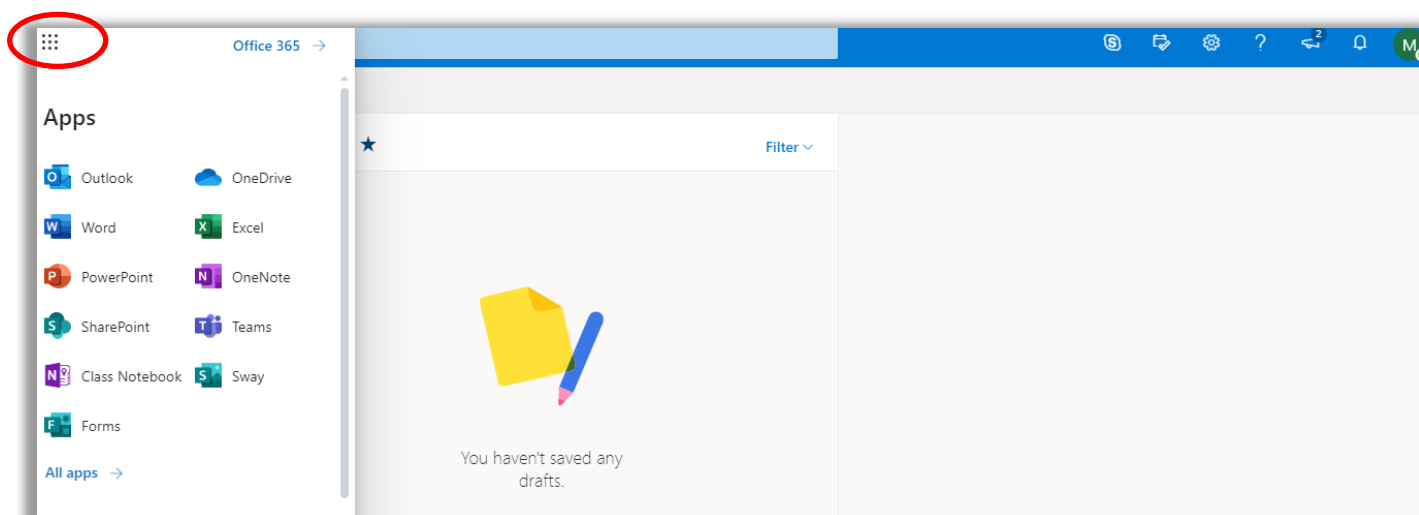 Office 365
2
M
Apps
Filter
Outlook
OneDrive
Word
Excel
PowerPoint
OneNote
SharePoint
Teams
Class Notebook
Sway
Forms
All apps
You haven't saved any
drafts.